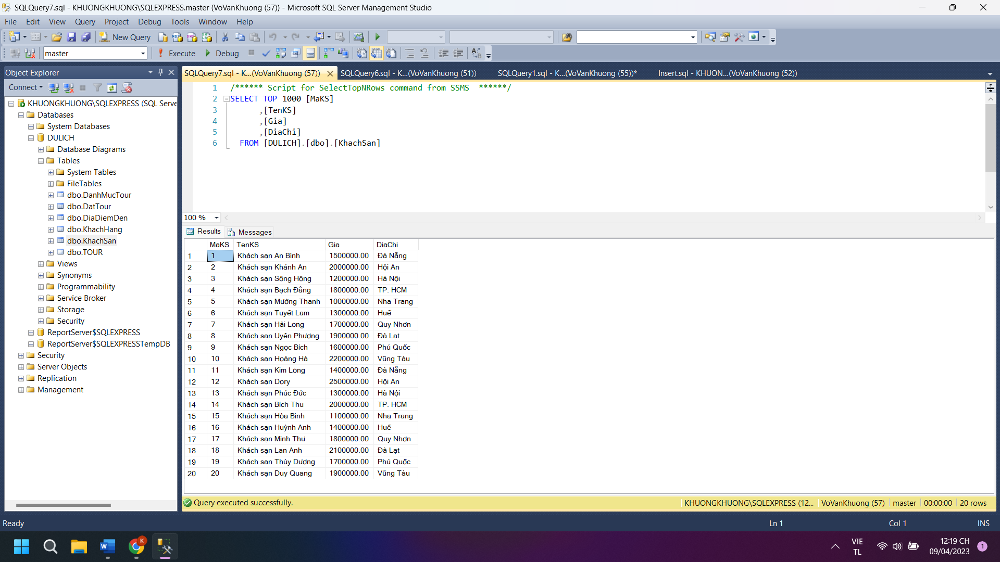 SQLQuery7.sql - KHUONGKHUONG\SQLEXPRESS.master (VoVanKhuong (57)) - Microsoft SQL Server Management Studio
File Edit View Query Project Debug Tools Window Help
New Query
master Execute Debug
Object Explorer
Connect
KHUONGKHUONG\SQLEXPRESS (SQL Serve
Databases
System Databases
DULICH
Database Diagrams
Tables
System Tables
FileTables
dbo.DanhMucTour
dbo.DatTour
dbo.DiaDiemDen
dbo.KhachHang
dbo.KhachSan
dbo.TOUR
Views
Synonyms
Programmability
Service Broker
Storage
Security
ReportServer$SQLEXPRESS
ReportServer$SQLEXPRESSTempDB
Security
Server Objects
Replication
Management
SQLQuery7.sql - K...(VoVanKhuong (57)) SQLQuery6.sql - K...(VoVanKhuong (51)) SQLQuery1.sql - K...(VoVanKhuong (55))* Insert.sql - KHUON...(VoVanKhuong (52))
1 /****** Script for SelectTopNRows command from SSMS ******/
2 SELECT TOP 1000 [MaKS]
3 ,[TenKS]
4 ,[Gia]
5 ,[DiaChi]
6 FROM [DULICH].[dbo].[KhachSan]
100 %
Results Messages
MaKS TenKS Gia DiaChi
1 1 Khách sạn An Bình 1500000.00 Đà Nẵng
2 2 Khách sạn Khánh An 2000000.00 Hội An
3 3 Khách sạn Sông Hồng 1200000.00 Hà Nội
4 4 Khách sạn Bạch Đằng 1800000.00 TP. HCM
5 5 Khách sạn Mường Thanh 1000000.00 Nha Trang
6 6 Khách sạn Tuyết Lam 1300000.00 Huế
7 7 Khách sạn Hải Long 1700000.00 Quy Nhơn
8 8 Khách sạn Uyên Phương 1900000.00 Đà Lạt
9 9 Khách sạn Ngọc Bích 1600000.00 Phú Quốc
10 10 Khách sạn Hoàng Hà 2200000.00 Vũng Tàu
11 11 Khách sạn Kim Long 1400000.00 Đà Nẵng
12 12 Khách sạn Dory 2500000.00 Hội An
13 13 Khách sạn Phúc Đức 1300000.00 Hà Nội
14 14 Khách sạn Bích Thu 2000000.00 TP. HCM
15 15 Khách sạn Hòa Bình 1100000.00 Nha Trang
16 16 Khách sạn Huỳnh Anh 1400000.00 Huế
17 17 Khách sạn Minh Thư 1800000.00 Quy Nhơn
18 18 Khách sạn Lan Anh 2100000.00 Đà Lạt
19 19 Khách sạn Thùy Dương 1700000.00 Phú Quốc
20 20 Khách sạn Duy Quang 1900000.00 Vũng Tàu
Query executed successfully. KHUONGKHUONG\SQLEXPRESS (12... VoVanKhuong (57) master 00:00:00 20 rows
Ready Ln 1 Col 1 INS
K
VIE
TL
12:19 CH
09/04/2023
1